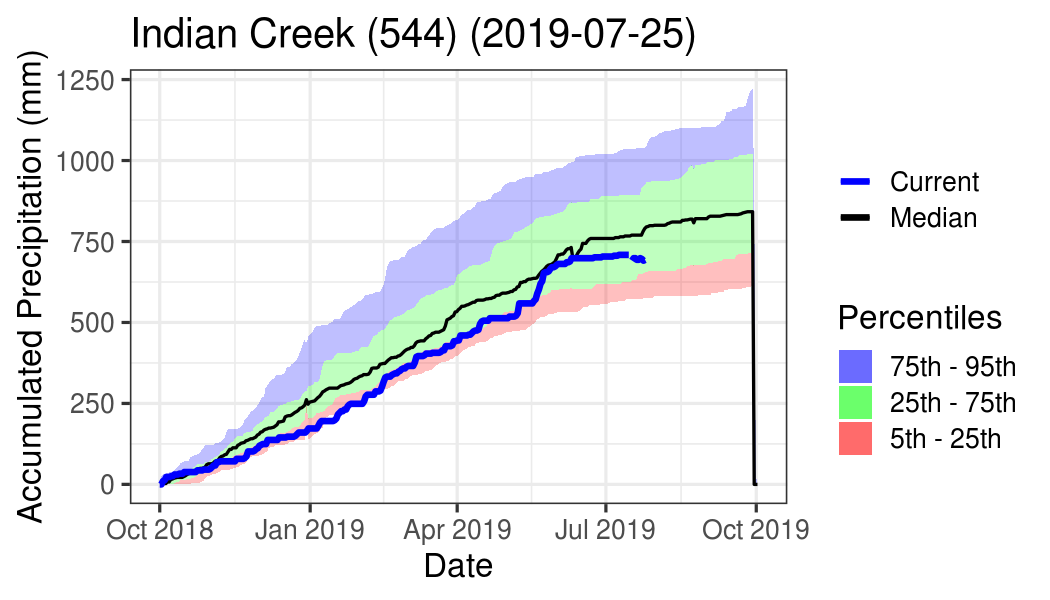 Indian Creek (544) (2019-07-25)
Accumulated Precipitation (mm)
1250
1000
750
500
250
0
Oct 2018
Jan 2019
Apr 2019
Jul 2019
Oct 2019
Date
Current
Median
Percentiles
75th - 95th
25th - 75th
5th - 25th